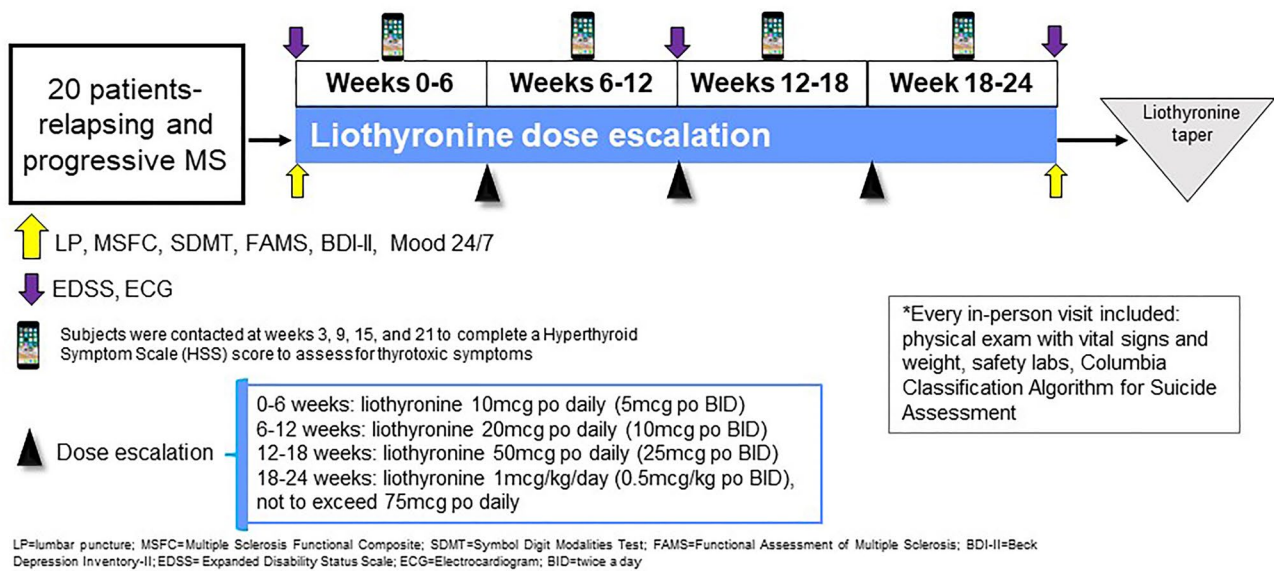 Weeks 0-6
Weeks 6-12
Weeks 12-18
Week 18-24
20 patients-
relapsing and
progressive MS
Liothyronine dose escalation
Liothyronine
taper
LP, MSFC, SDMT, FAMS, BDI-II, Mood 24/7
EDSS, ECG
Subjects were contacted at weeks 3, 9, 15, and 21 to complete a Hyperthyroid
Symptom Scale (HSS) score to assess for thyrotoxic symptoms
*Every in-person visit included:
physical exam with vital signs and
weight, safety labs, Columbia
Classification Algorithm for Suicide
Assessment
Dose escalation
0-6 weeks: liothyronine 10mcg po daily (5mcg po BID)
6-12 weeks: liothyronine 20mcg po daily (10mcg po BID)
12-18 weeks: liothyronine 50mcg po daily (25mcg po BID)
18-24 weeks: liothyronine 1mcg/kg/day (0.5mcg/kg po BID),
not to exceed 75mcg po daily
LP=lumbar puncture; MSFC=Multiple Sclerosis Functional Composite; SDMT=Symbol Digit Modalities Test; FAMS=Functional Assessment of Multiple Sclerosis; BDI-II=Beck
Depression Inventory-II; EDSS= Expanded Disability Status Scale; ECG=Electrocardiogram; BID=twice a day